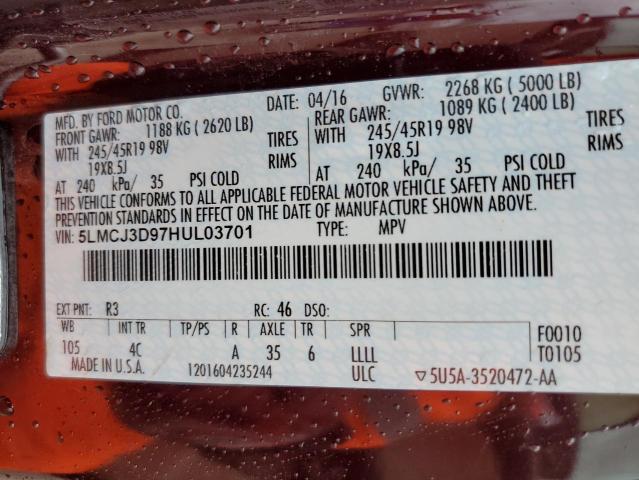 MFD. BY FORD MOTOR CO.
DATE: 04/16 GVWR: 2268 KG ( 5000 LB)
FRONT GAWR: 1188 KG ( 2620 LB) REAR GAWR: 1089 KG ( 2400 LB)
WITH 245/45R19 98V TIRES WITH 245/45R19 98V TIRES
19X8.5J RIMS 19X8.5J RIMS
AT 240 kPa/ 35 PSI COLD AT 240 kPa/ 35 PSI COLD
THIS VEHICLE CONFORMS TO ALL APPLICABLE FEDERAL MOTOR VEHICLE SAFETY AND THEFT
PREVENTION STANDARDS IN EFFECT ON THE DATE OF MANUFACTURE SHOWN ABOVE.
VIN: 5LMCJ3D97HUL03701 TYPE: MPV
EXT PNT: R3 RC: 46 DSO:
WB INT TR TP/PS R AXLE TR SPR F0010
105 4C A 35 6 LLLL T0105
MADE IN U.S.A. 1201604235244 ULC ▽5U5A-3520472-AA